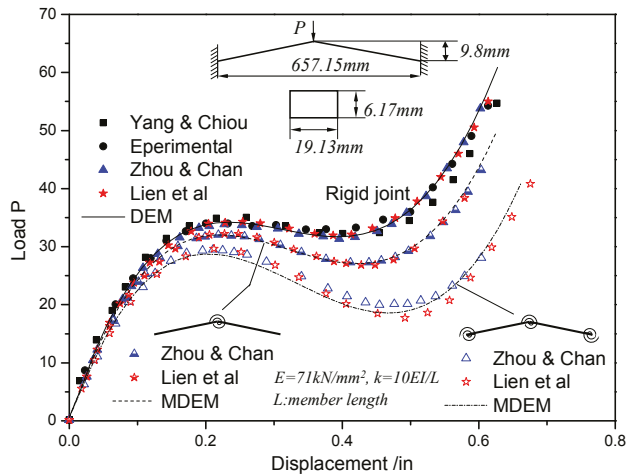 P
9.8mm
657.15mm
6.17mm
19.13mm
Yang & Chiou
Eperimental
Zhou & Chan
Lien et al
DEM
Rigid joint
Zhou & Chan
Lien et al
MDEM
E=71kN/mm², k=10EI/L
L:member length
Zhou & Chan
Lien et al
MDEM
Load P
70
60
50
40
30
20
10
0
0.0
0.2
0.4
0.6
0.8
Displacement /in